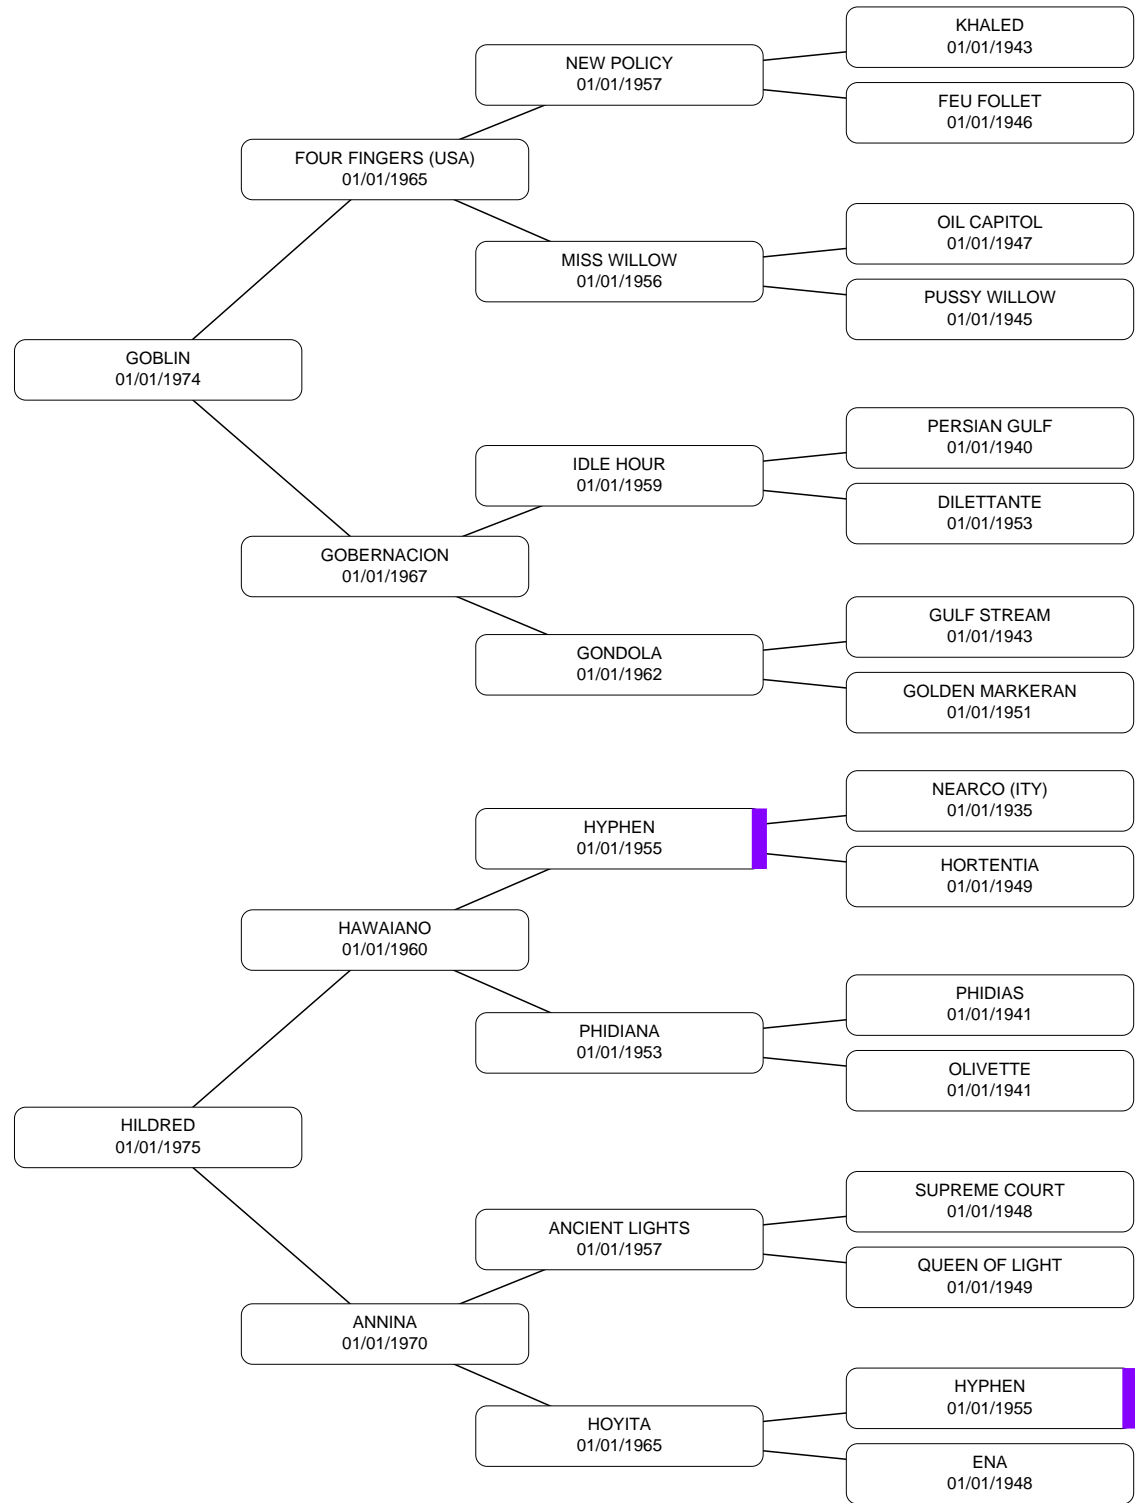 KHALED
01/01/1943
NEW POLICY
01/01/1957
FEU FOLLET
01/01/1946
FOUR FINGERS (USA)
01/01/1965
OIL CAPITOL
01/01/1947
MISS WILLOW
01/01/1956
PUSSY WILLOW
01/01/1945
GOBLIN
01/01/1974
PERSIAN GULF
01/01/1940
IDLE HOUR
01/01/1959
DILETTANTE
01/01/1953
GOBERNACION
01/01/1967
GULF STREAM
01/01/1943
GONDOLA
01/01/1962
GOLDEN MARKERAN
01/01/1951
NEARCO (ITY)
01/01/1935
HYPHEN
01/01/1955
HORTENTIA
01/01/1949
HAWAIANO
01/01/1960
PHIDIAS
01/01/1941
PHIDIANA
01/01/1953
OLIVETTE
01/01/1941
HILDRED
01/01/1975
SUPREME COURT
01/01/1948
ANCIENT LIGHTS
01/01/1957
QUEEN OF LIGHT
01/01/1949
ANNINA
01/01/1970
HYPHEN
01/01/1955
HOYITA
01/01/1965
ENA
01/01/1948